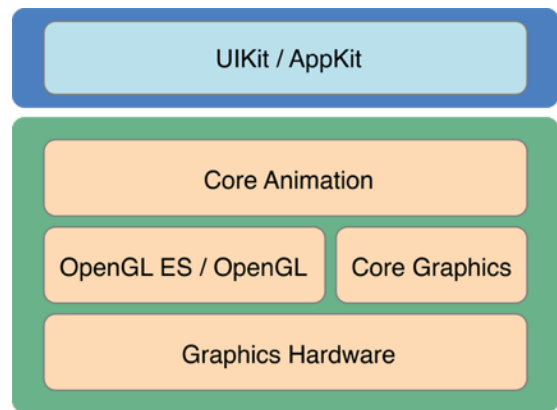 UIKit / AppKit
Core Animation
OpenGL ES / OpenGL
Core Graphics
Graphics Hardware